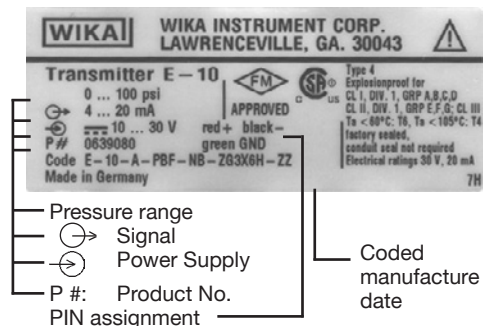 WIKA
WIKA INSTRUMENT CORP.
LAWRENCEVILLE, GA. 30043
Transmitter E – 10
0 ... 100 psi
4 ... 20 mA
10 ... 30 V red + black –
P# 0639080 green GND
Code E – 10 – A – PBF – NB – ZG3X6H – ZZ
Made in Germany
FM
APPROVED
SA
C US
Type 4
Explosionproof for
CL I, DIV. 1, GRP A,B,C,D
CL II, DIV. 1, GRP E,F,G; CL III
Ta < 60°C: T6, Ta < 105°C: T4
factory sealed,
conduit seal not required
Electrical ratings 30 V, 20 mA
7H
Pressure range
Signal
Power Supply
P #: Product No.
PIN assignment
Coded
manufacture
date